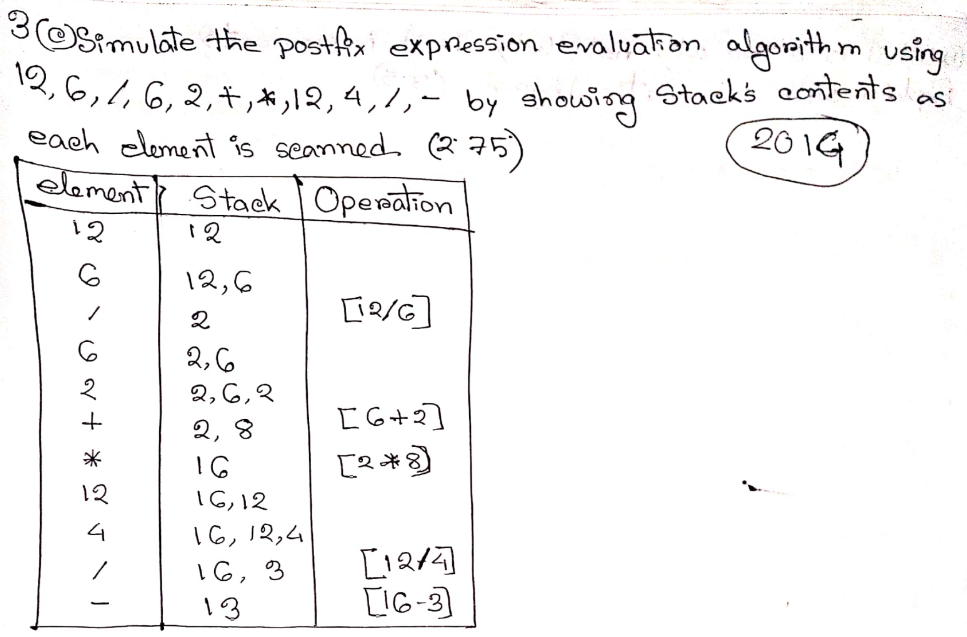 3(c) Simulate the postfix expression evaluation algorithm using
12, 6, /, 6, 2, +, *, 12, 4, /, - by showing Stack's contents as
each element is scanned (2.75) 2016
element Stack Operation
12 12
6 12,6
/ 2 [12/6]
6 2,6
2 2,6,2
+ 2, 8 [6+2]
* 16 [2*8]
12 16,12
4 16, 12,4
/ 16, 3 [12/4]
- 13 [16-3]